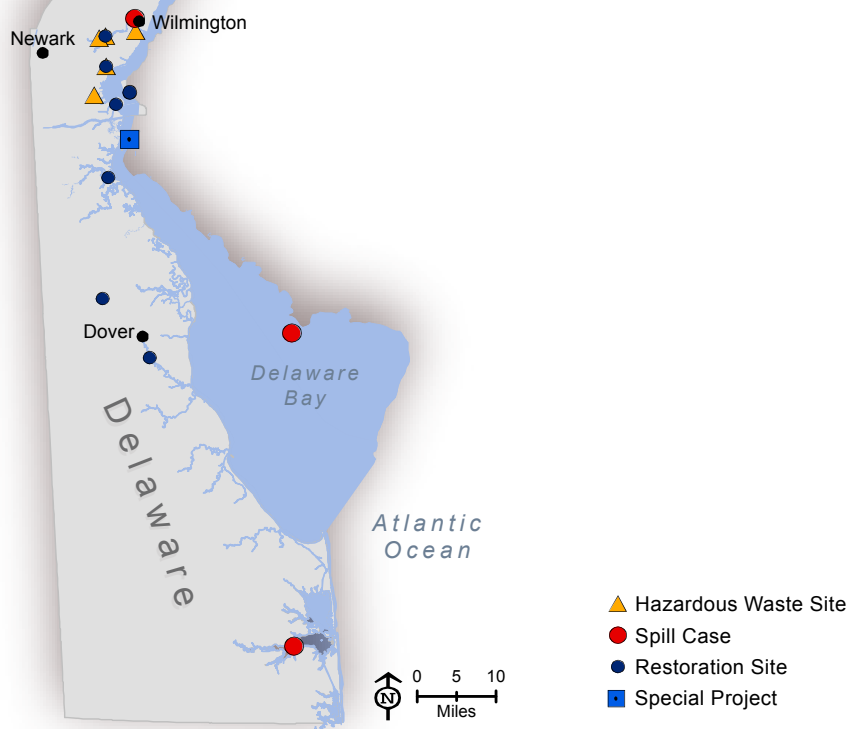 Wilmington
Newark
Dover
Delaware
Bay
Delaware
Atlantic
Ocean
N
0 5 10
Miles
Hazardous Waste Site
Spill Case
Restoration Site
Special Project